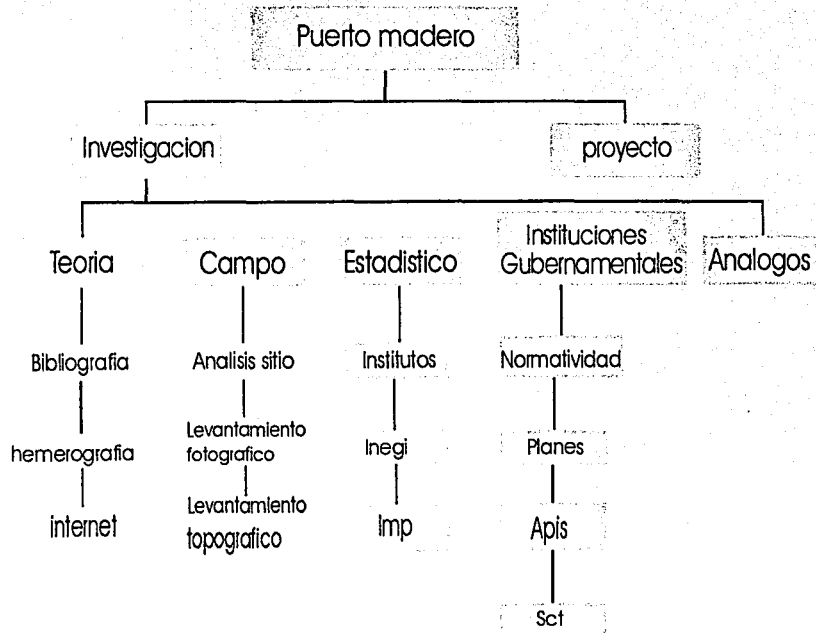 Puerto madero
Investigacion
proyecto
Teoria
Campo
Estadistico
Instituciones
Gubernamentales
Analogos
Bibliografia
Analisis sitio
Institutos
Normatividad
hemerografia
Levantamiento
fotografico
Inegi
Planes
internet
Levantamiento
topografico
Imp
Apis
Sct